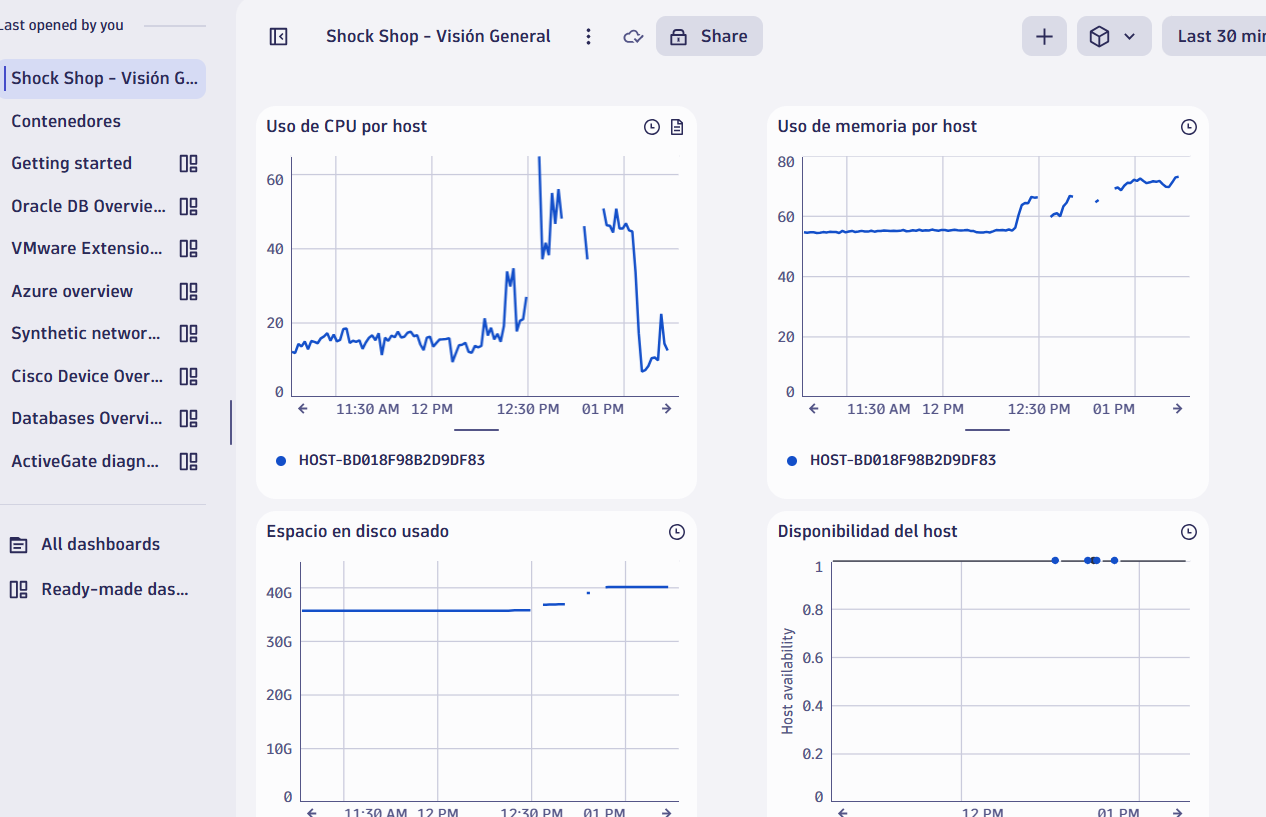 Last opened by you
Shock Shop - Visión G...
Contenedores
Getting started
Oracle DB Overvie...
VMware Extensio...
Azure overview
Synthetic networ...
Cisco Device Over...
Databases Overvi...
ActiveGate diagn...
All dashboards
Ready-made das...
Shock Shop - Visión General
Share
Last 30 min
Uso de CPU por host
60
40
20
0
11:30 AM 12 PM 12:30 PM 01 PM
HOST-BD018F98B2D9DF83
Uso de memoria por host
80
60
40
20
0
11:30 AM 12 PM 12:30 PM 01 PM
HOST-BD018F98B2D9DF83
Espacio en disco usado
40G
30G
20G
10G
0
11:30 AM 12 PM 12:30 PM 01 PM
Disponibilidad del host
Host availability
1
0.8
0.6
0.4
0.2
0
12 PM 01 PM